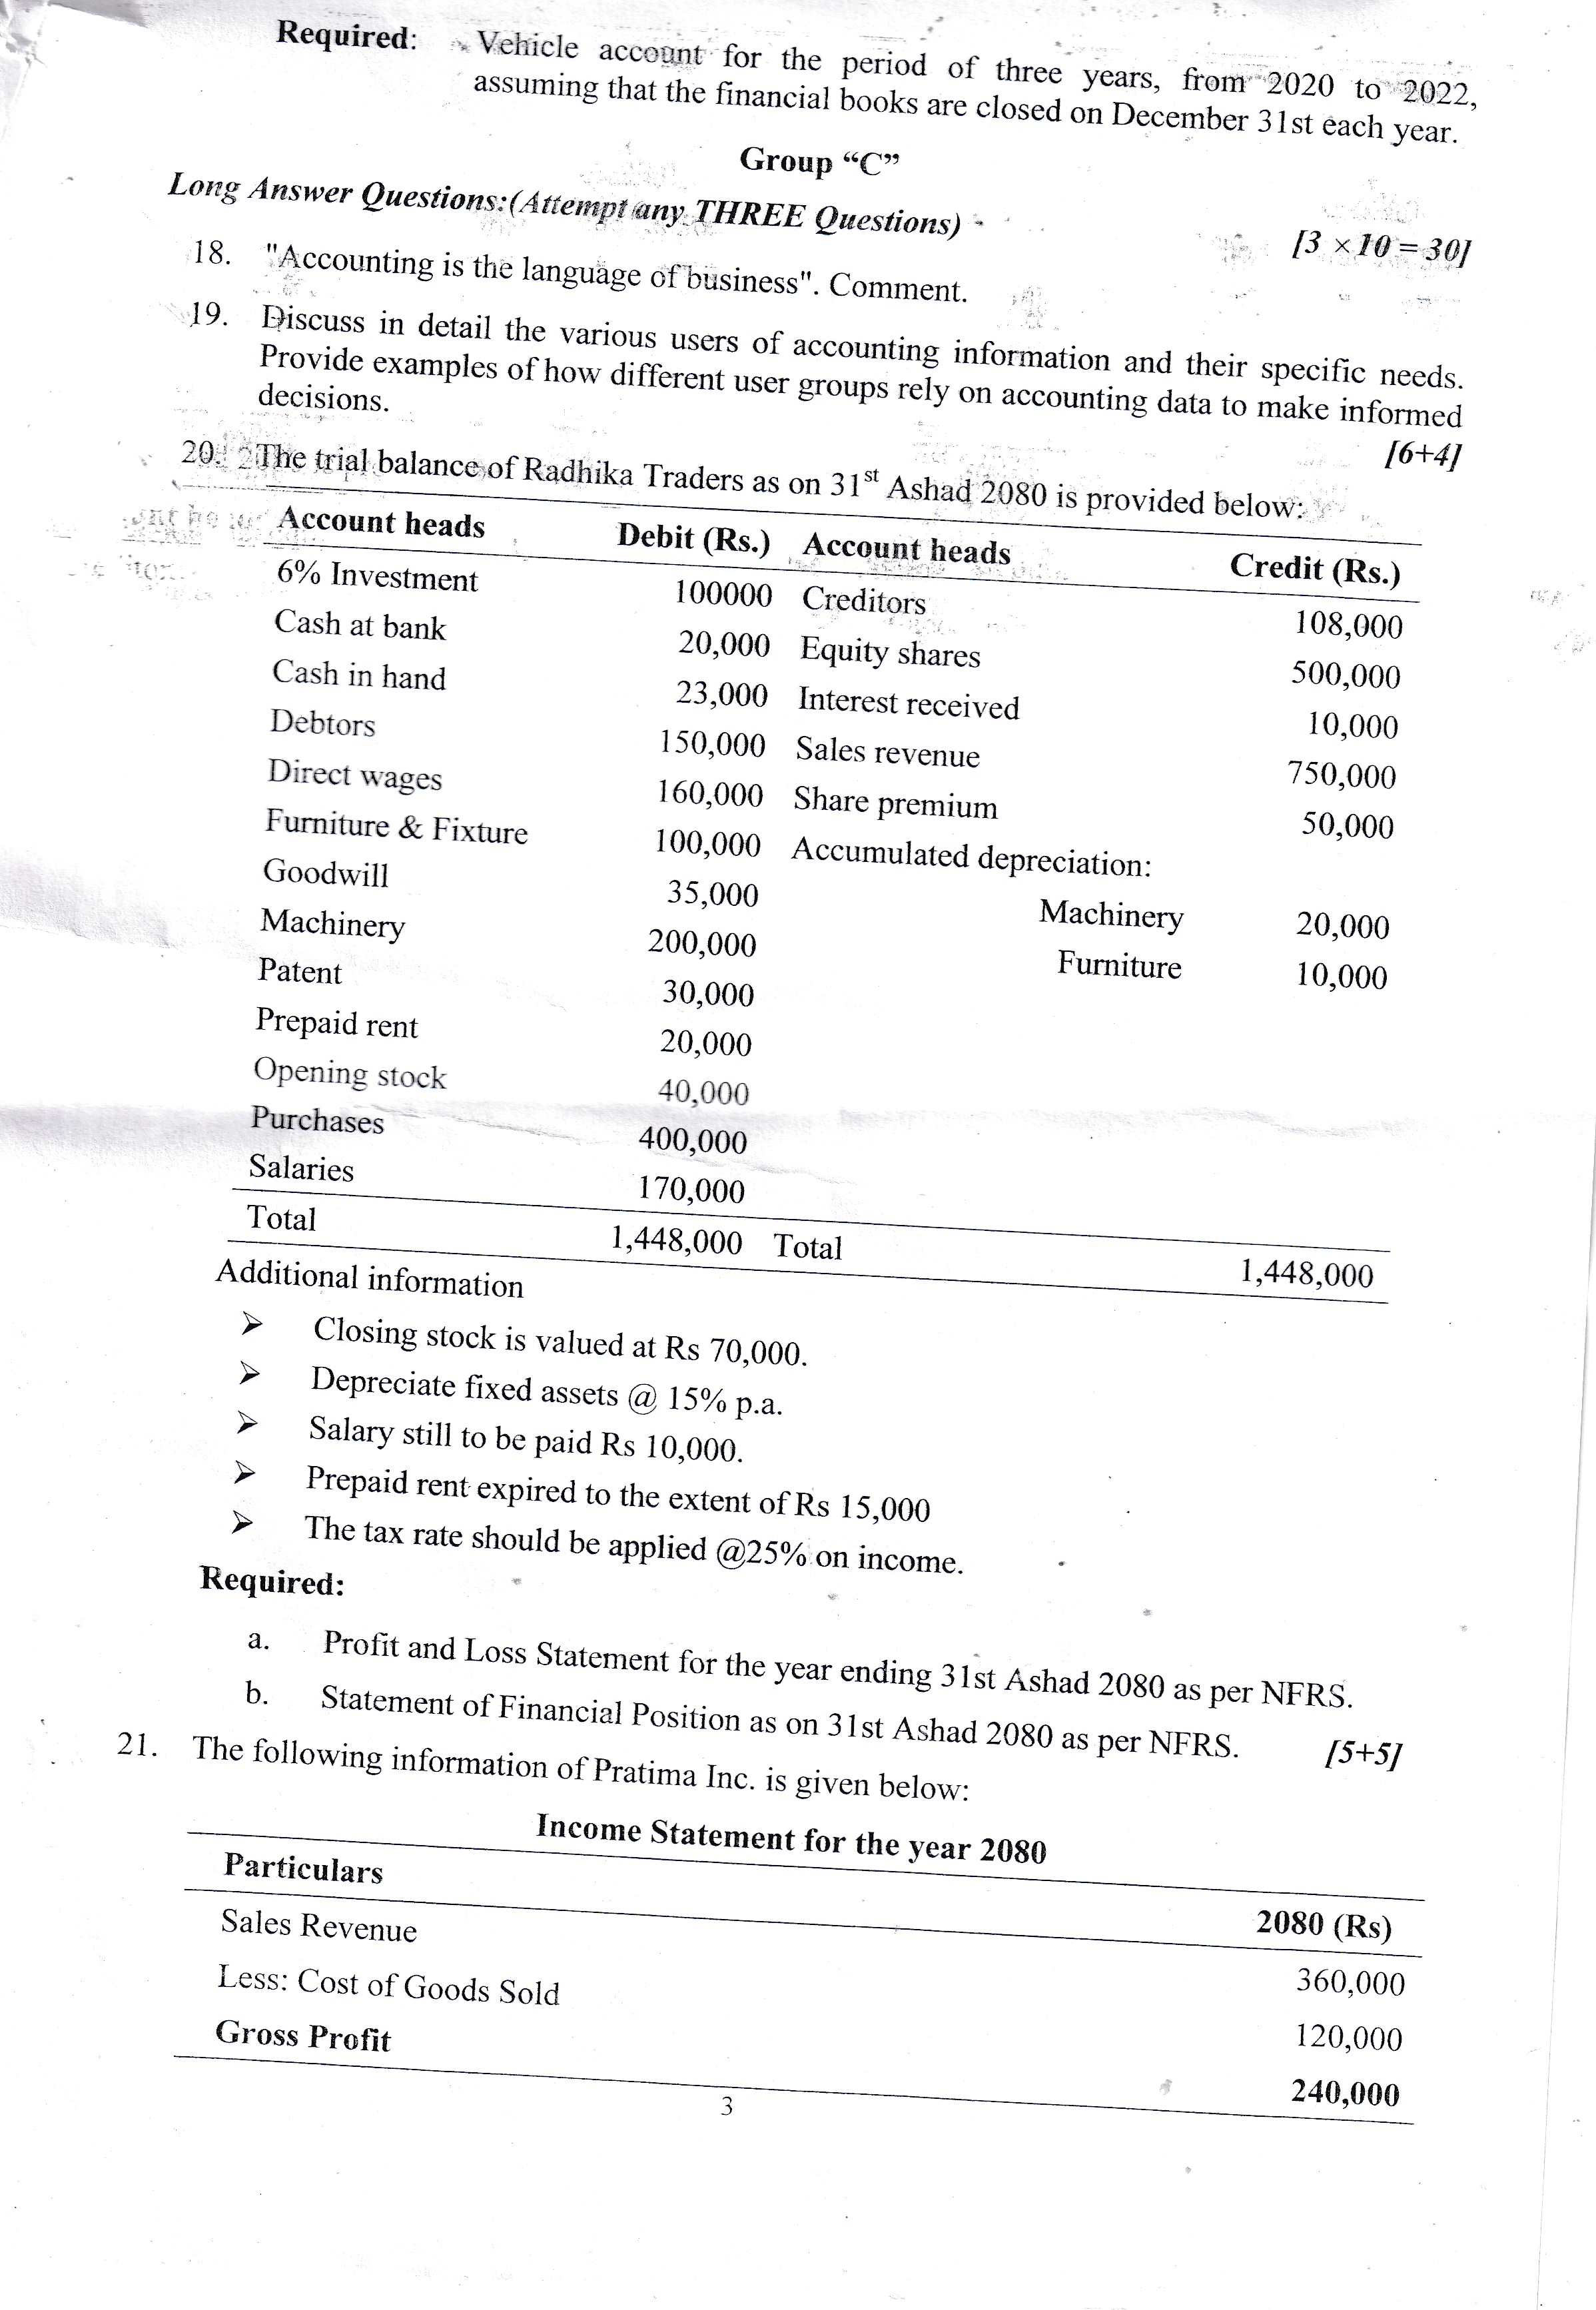 Required: Vehicle account for the period of three years, from 2020 to 2022,
assuming that the financial books are closed on December 31st each year.
Group “C”
Long Answer Questions:(Attempt any THREE Questions)
[3 × 10 = 30]
18. "Accounting is the language of business". Comment.
19. Discuss in detail the various users of accounting information and their specific needs.
Provide examples of how different user groups rely on accounting data to make informed
decisions.
[6+4]
20. The trial balance of Radhika Traders as on 31st Ashad 2080 is provided below:
Account heads Debit (Rs.) Account heads Credit (Rs.)
6% Investment 100000 Creditors 108,000
Cash at bank 20,000 Equity shares 500,000
Cash in hand 23,000 Interest received 10,000
Debtors 150,000 Sales revenue 750,000
Direct wages 160,000 Share premium 50,000
Furniture & Fixture 100,000 Accumulated depreciation:
Goodwill 35,000 Machinery 20,000
Machinery 200,000 Furniture 10,000
Patent 30,000
Prepaid rent 20,000
Opening stock 40,000
Purchases 400,000
Salaries 170,000
Total 1,448,000 Total 1,448,000
Additional information
➢ Closing stock is valued at Rs 70,000.
➢ Depreciate fixed assets @ 15% p.a.
➢ Salary still to be paid Rs 10,000.
➢ Prepaid rent expired to the extent of Rs 15,000
➢ The tax rate should be applied @25% on income.
Required:
a. Profit and Loss Statement for the year ending 31st Ashad 2080 as per NFRS.
b. Statement of Financial Position as on 31st Ashad 2080 as per NFRS. [5+5]
21. The following information of Pratima Inc. is given below:
Income Statement for the year 2080
Particulars 2080 (Rs)
Sales Revenue 360,000
Less: Cost of Goods Sold 120,000
Gross Profit 240,000
3